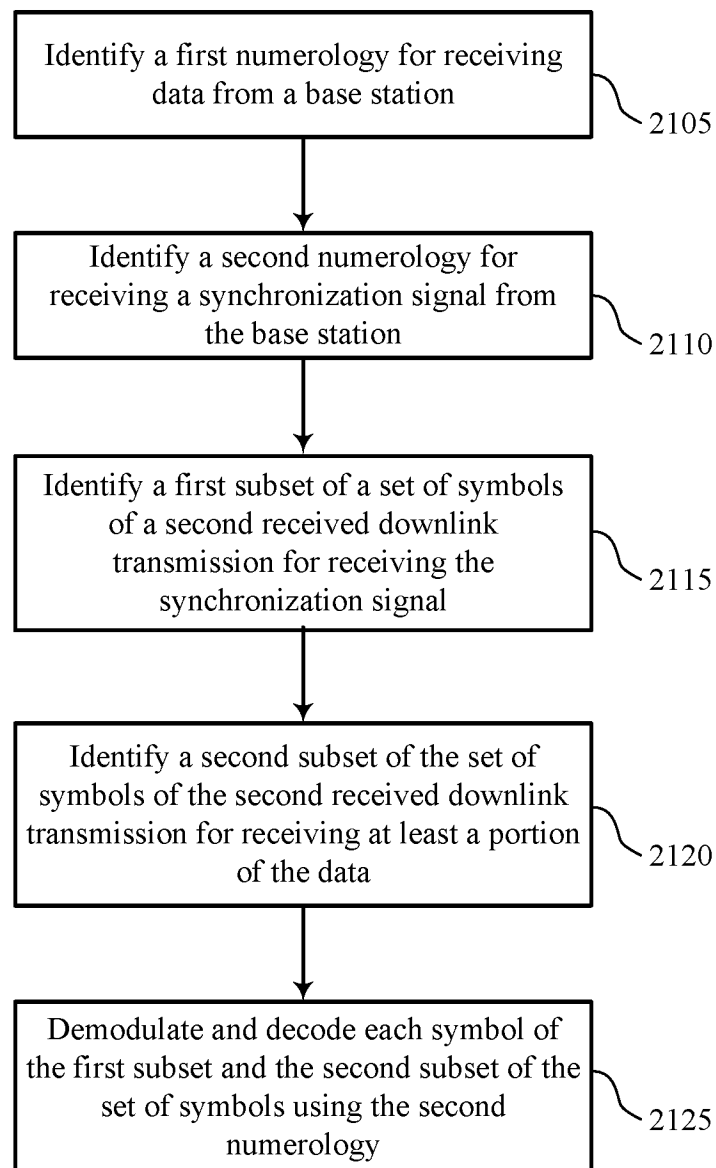 Identify a first numerology for receiving
data from a base station
2105
Identify a second numerology for
receiving a synchronization signal from
the base station
2110
Identify a first subset of a set of symbols
of a second received downlink
transmission for receiving the
synchronization signal
2115
Identify a second subset of the set of
symbols of the second received downlink
transmission for receiving at least a portion
of the data
2120
Demodulate and decode each symbol of
the first subset and the second subset of the
set of symbols using the second
numerology
2125